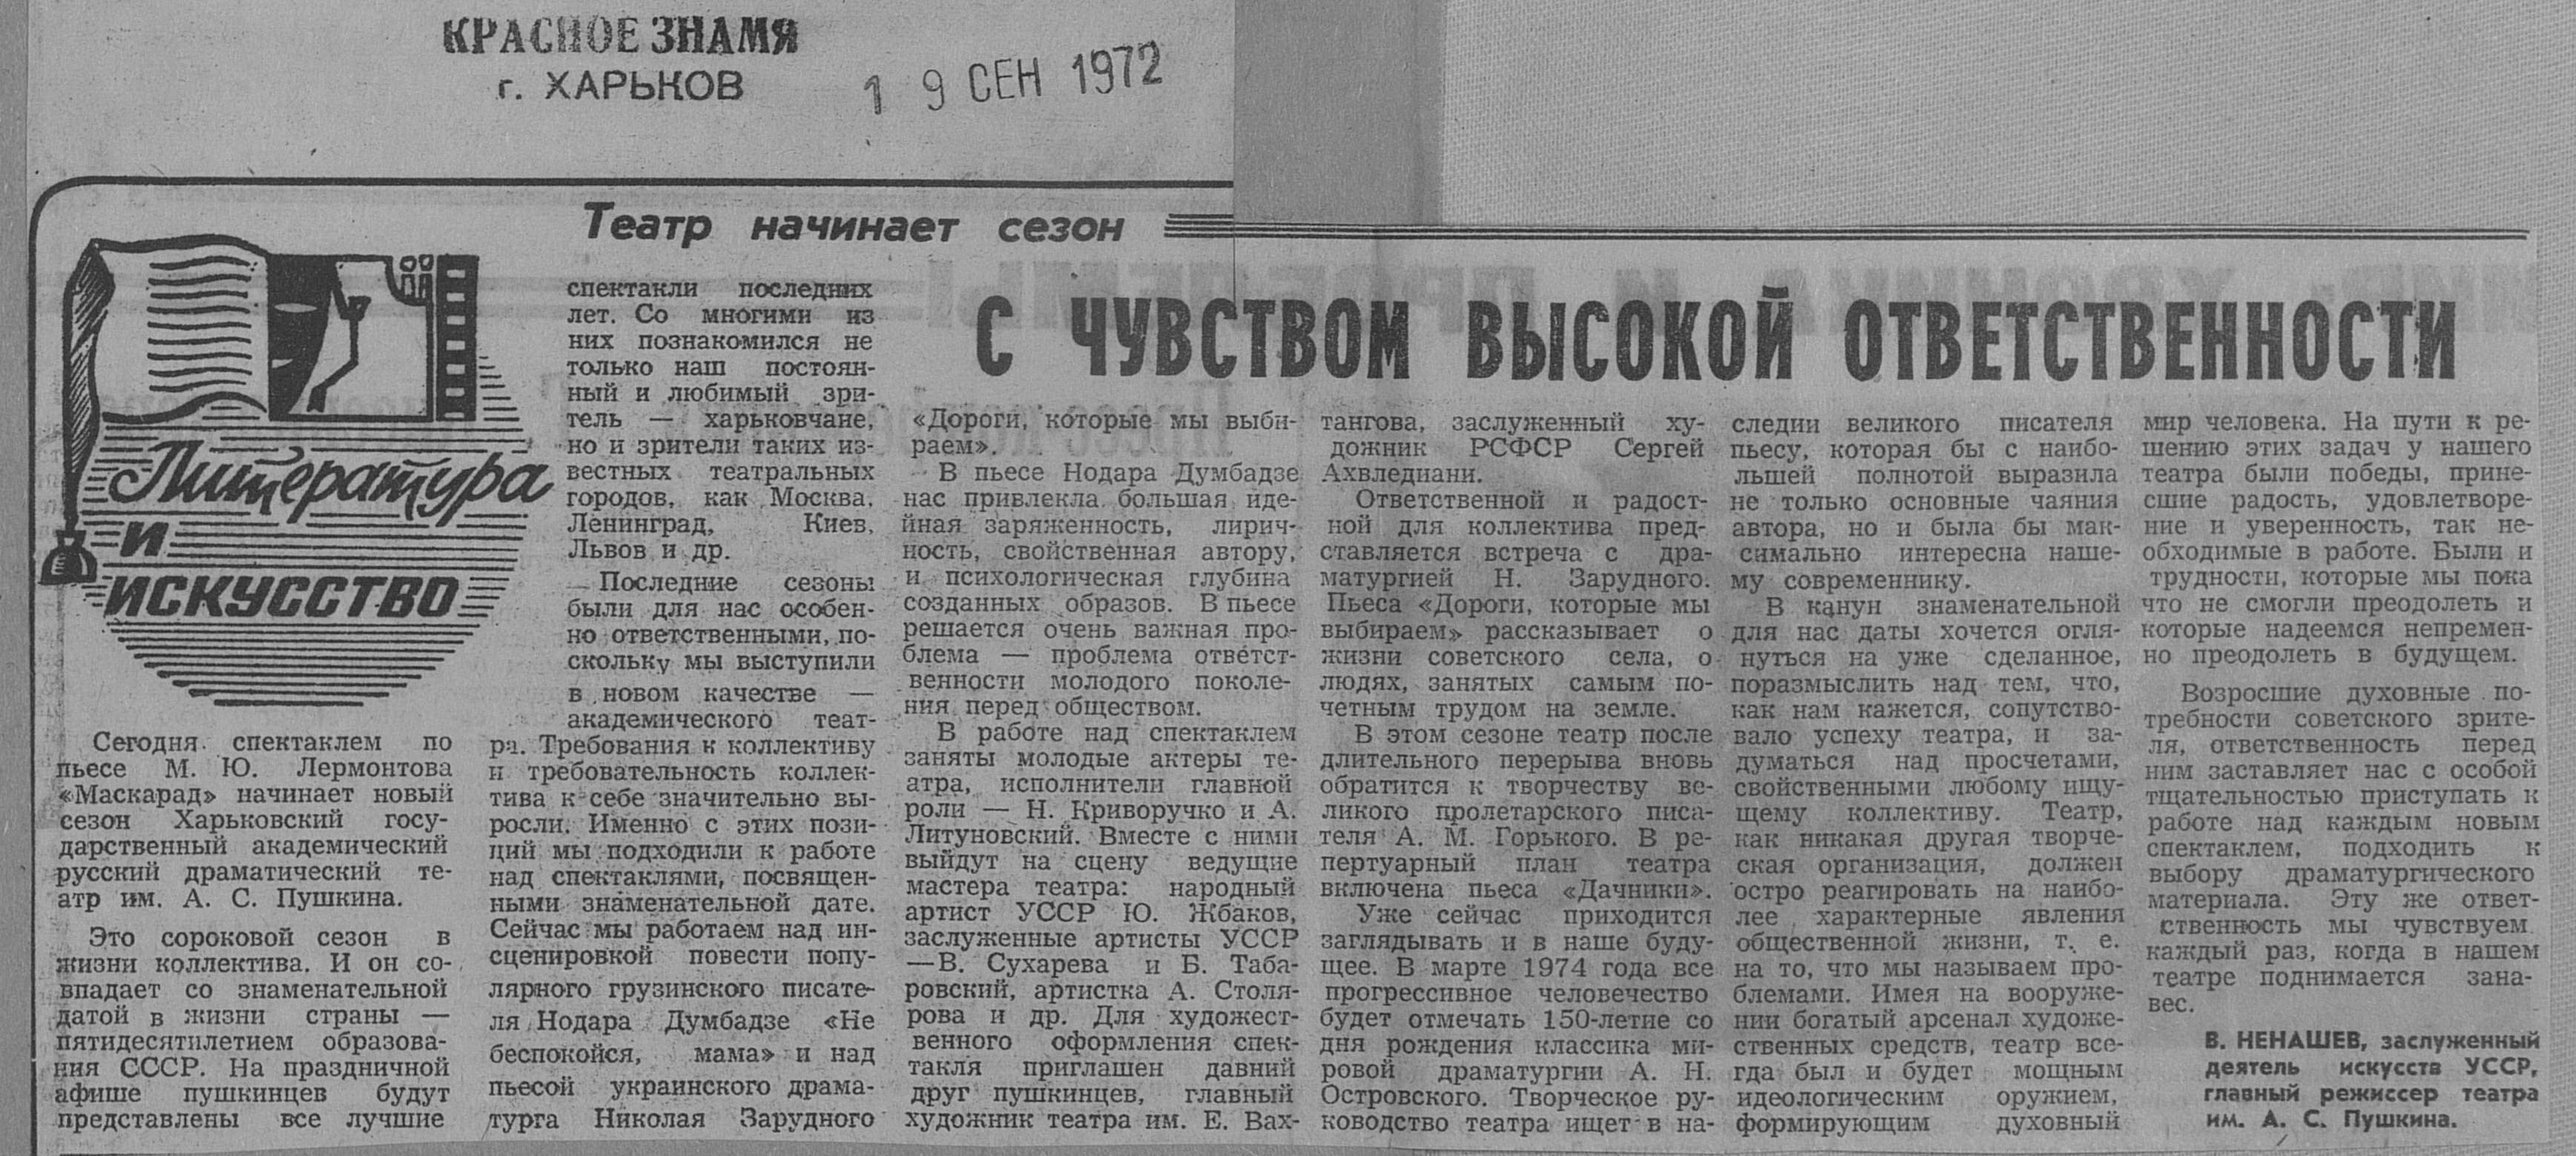 КРАСНОЕ ЗНАМЯ
г. ХАРЬКОВ
19 СЕН 1972
Театр начинает сезон
Литература
и
искусство
С ЧУВСТВОМ ВЫСОКОЙ ОТВЕТСТВЕННОСТИ
Сегодня спектаклем по
пьесе М. Ю. Лермонтова
«Маскарад» начинает новый
сезон Харьковский госу-
дарственный академический
русский драматический те-
атр им. А. С. Пушкина.
Это сороковой сезон в
жизни коллектива. И он со-
впадает со знаменательной
датой в жизни страны —
пятидесятилетием образова-
ния СССР. На праздничной
афише пушкинцев будут
представлены все лучшие
спектакли последних
лет. Со многими из
них познакомился не
только наш постоян-
ный и любимый зри-
тель — харьковчане,
но и зрители таких из-
вестных театральных
городов, как Москва,
Ленинград, Киев,
Львов и др.
Последние сезоны
были для нас особен-
но ответственными, по-
скольку мы выступили
в новом качестве —
академического теат-
ра. Требования к коллективу
и требовательность коллек-
тива к себе значительно вы-
росли. Именно с этих пози-
ций мы подходили к работе
над спектаклями, посвящен-
ными знаменательной дате.
Сейчас мы работаем над ин-
сценировкой повести попу-
лярного грузинского писате-
ля Нодара Думбадзе «Не
беспокойся, мама» и над
пьесой украинского драма-
турга Николая Зарудного
«Дороги, которые мы выби-
раем».
В пьесе Нодара Думбадзе
нас привлекла большая иде-
йная заряженность, лирич-
ность, свойственная автору,
и психологическая глубина
созданных образов. В пьесе
решается очень важная про-
блема — проблема ответст-
венности молодого поколе-
ния перед обществом.
В работе над спектаклем
заняты молодые актеры те-
атра, исполнители главной
роли — Н. Криворучко и А.
Литуновский. Вместе с ними
выйдут на сцену ведущие
мастера театра: народный
артист УССР Ю. Жбаков,
заслуженные артисты УССР
—В. Сухарева и Б. Таба-
ровский, артистка А. Столя-
рова и др. Для художест-
венного оформления спек-
такля приглашен давний
друг пушкинцев, главный
художник театра им. Е. Вах-
тангова, заслуженный ху-
дожник РСФСР Сергей
Ахвледиани.
Ответственной и радост-
ной для коллектива пред-
ставляется встреча с дра-
матургией Н. Зарудного.
Пьеса «Дороги, которые мы
выбираем» рассказывает о
жизни советского села, о
людях, занятых самым по-
четным трудом на земле.
В этом сезоне театр после
длительного перерыва вновь
обратится к творчеству ве-
ликого пролетарского писа-
теля А. М. Горького. В ре-
пертуарный план театра
включена пьеса «Дачники».
Уже сейчас приходится
заглядывать и в наше буду-
щее. В марте 1974 года все
прогрессивное человечество
будет отмечать 150-летие со
дня рождения классика ми-
ровой драматургии А. Н.
Островского. Творческое ру-
ководство театра ищет в на-
следии великого писателя
пьесу, которая бы с наибо-
льшей полнотой выразила
не только основные чаяния
автора, но и была бы мак-
симально интересна наше-
му современнику.
В канун знаменательной
для нас даты хочется огля-
нуться на уже сделанное,
поразмыслить над тем, что,
как нам кажется, сопутство-
вало успеху театра, и за-
думаться над просчетами,
свойственными любому ищу-
щему коллективу. Театр,
как никакая другая творче-
ская организация, должен
остро реагировать на наибо-
лее характерные явления
общественной жизни, т. е.
на то, что мы называем про-
блемами. Имея на вооруже-
нии богатый арсенал художе-
ственных средств, театр все-
гда был и будет мощным
идеологическим оружием,
формирующим духовный
мир человека. На пути к ре-
шению этих задач у нашего
театра были победы, прине-
сшие радость, удовлетворе-
ние и уверенность, так не-
обходимые в работе. Были и
трудности, которые мы пока
что не смогли преодолеть и
которые надеемся непремен-
но преодолеть в будущем.
Возросшие духовные по-
требности советского зрите-
ля, ответственность перед
ним заставляет нас с особой
тщательностью приступать к
работе над каждым новым
спектаклем, подходить к
выбору драматургического
материала. Эту же ответ-
ственность мы чувствуем
каждый раз, когда в нашем
театре поднимается зана-
вес.
В. НЕНАШЕВ, заслуженный
деятель искусств УССР,
главный режиссер театра
им. А. С. Пушкина.